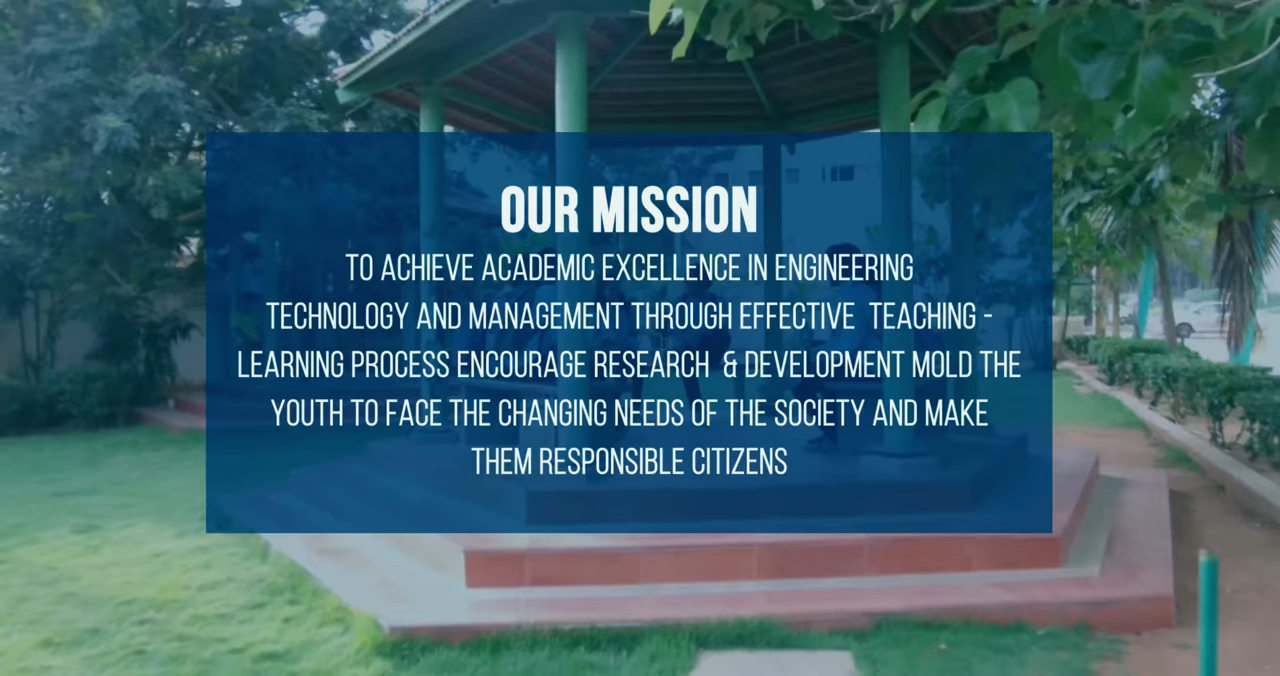 OUR MISSION
TO ACHIEVE ACADEMIC EXCELLENCE IN ENGINEERING
TECHNOLOGY AND MANAGEMENT THROUGH EFFECTIVE  TEACHING -
LEARNING PROCESS ENCOURAGE RESEARCH  & DEVELOPMENT MOLD THE
YOUTH TO FACE THE CHANGING NEEDS OF THE SOCIETY AND MAKE
THEM RESPONSIBLE CITIZENS